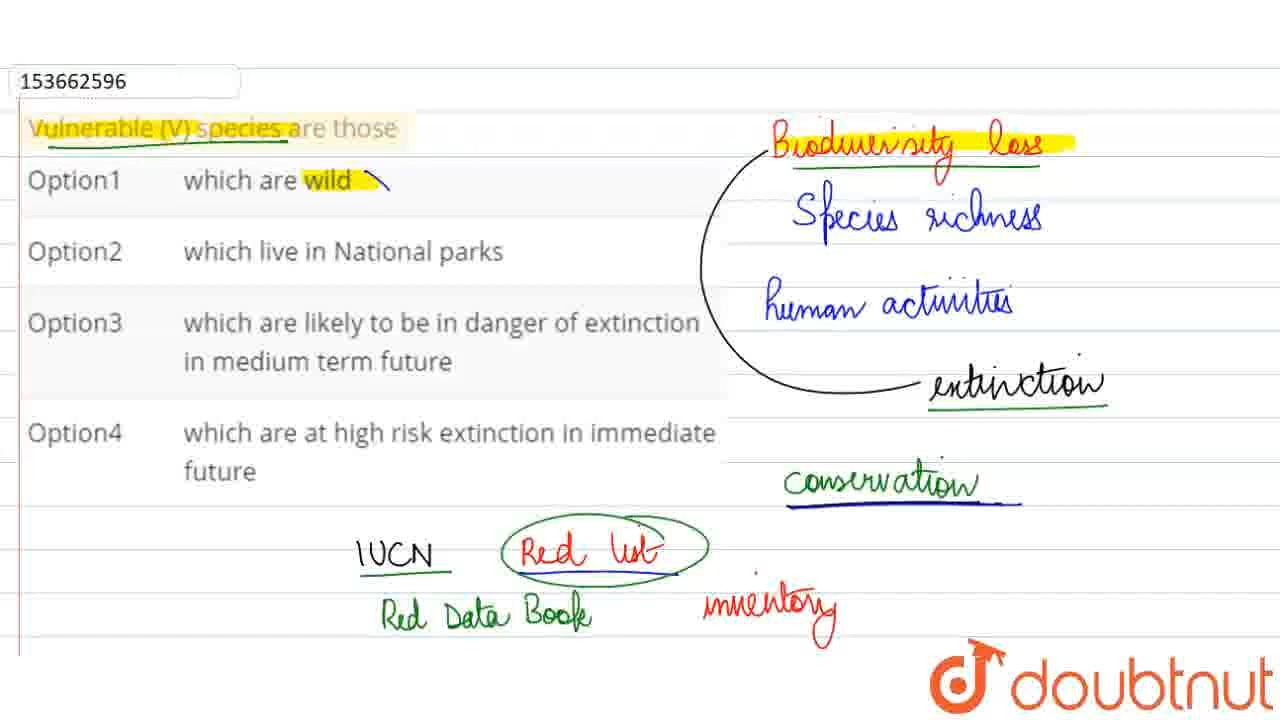 153662596
Vulnerable (V) species are those
Option1 which are wild
Option2 which live in National parks
Option3 which are likely to be in danger of extinction
in medium term future
Option4 which are at high risk extinction in immediate
future
Biodiversity loss
Species richness
human activities
extinction
conservation
IUCN Red list
Red Data Book inventory
doubtnut